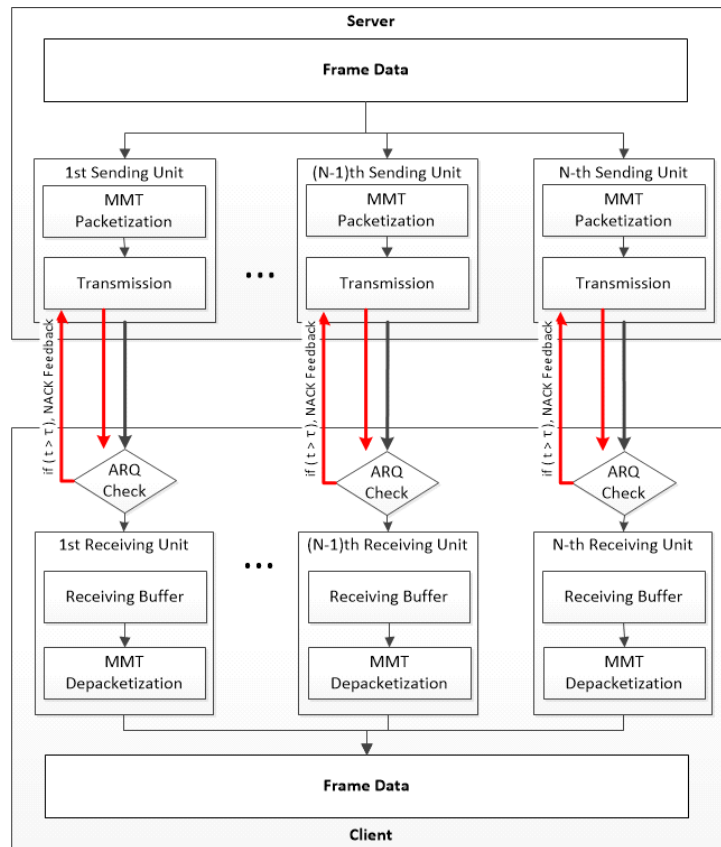 Server
Frame Data
1st Sending Unit
MMT
Packetization
Transmission
...
(N-1)th Sending Unit
MMT
Packetization
Transmission
N-th Sending Unit
MMT
Packetization
Transmission
if ( t > τ ), NACK Feedback
if ( t > τ ), NACK Feedback
if ( t > τ ), NACK Feedback
ARQ
Check
ARQ
Check
ARQ
Check
1st Receiving Unit
Receiving Buffer
MMT
Depacketization
...
(N-1)th Receiving Unit
Receiving Buffer
MMT
Depacketization
N-th Receiving Unit
Receiving Buffer
MMT
Depacketization
Frame Data
Client